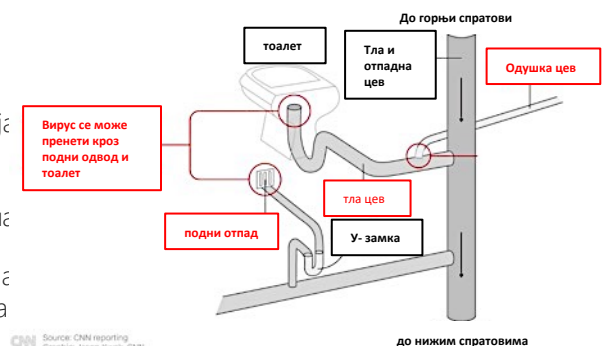 До горњи спратови
тоалет
Тла и
отпадна
цев
Одушка цев
Вирус се може
пренети кроз
подни одвод и
тоалет
тла цев
подни отпад
У- замка
CNN Source: CNN reporting
до нижим спратовима